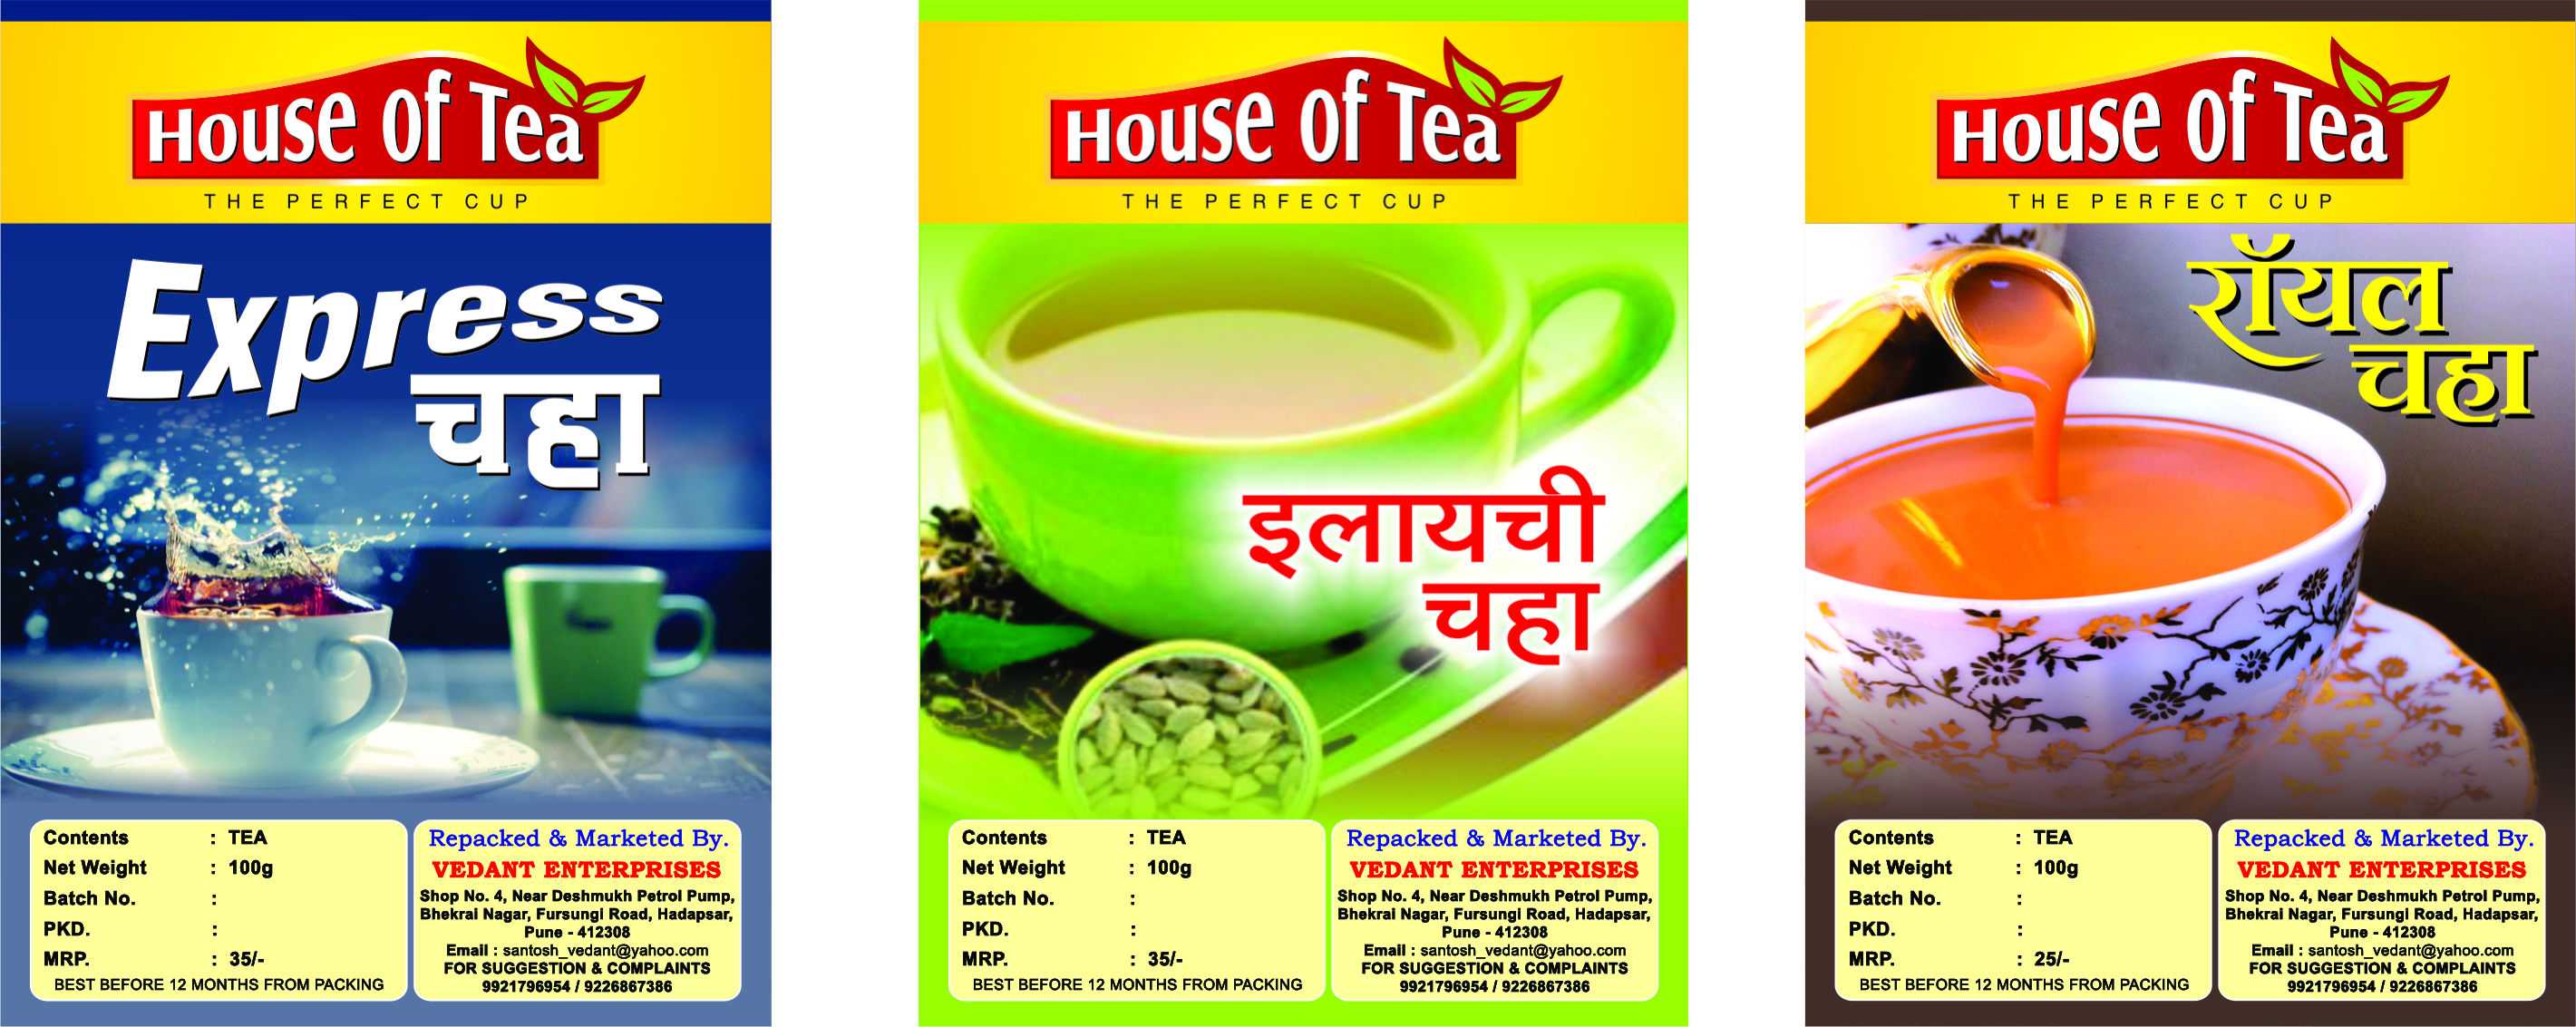 House of Tea
THE PERFECT CUP
Express
चहा
Contents : TEA
Net Weight : 100g
Batch No. :
PKD. :
MRP. : 35/-
BEST BEFORE 12 MONTHS FROM PACKING
Repacked & Marketed By.
VEDANT ENTERPRISES
Shop No. 4, Near Deshmukh Petrol Pump,
Bhekrai Nagar, Fursungi Road, Hadapsar,
Pune - 412308
Email : santosh_vedant@yahoo.com
FOR SUGGESTION & COMPLAINTS
9921796954 / 9226867386
House of Tea
THE PERFECT CUP
इलायची
चहा
Contents : TEA
Net Weight : 100g
Batch No. :
PKD. :
MRP. : 35/-
BEST BEFORE 12 MONTHS FROM PACKING
Repacked & Marketed By.
VEDANT ENTERPRISES
Shop No. 4, Near Deshmukh Petrol Pump,
Bhekrai Nagar, Fursungi Road, Hadapsar,
Pune - 412308
Email : santosh_vedant@yahoo.com
FOR SUGGESTION & COMPLAINTS
9921796954 / 9226867386
House of Tea
THE PERFECT CUP
रॉयल
चहा
Contents : TEA
Net Weight : 100g
Batch No. :
PKD. :
MRP. : 25/-
BEST BEFORE 12 MONTHS FROM PACKING
Repacked & Marketed By.
VEDANT ENTERPRISES
Shop No. 4, Near Deshmukh Petrol Pump,
Bhekrai Nagar, Fursungi Road, Hadapsar,
Pune - 412308
Email : santosh_vedant@yahoo.com
FOR SUGGESTION & COMPLAINTS
9921796954 / 9226867386